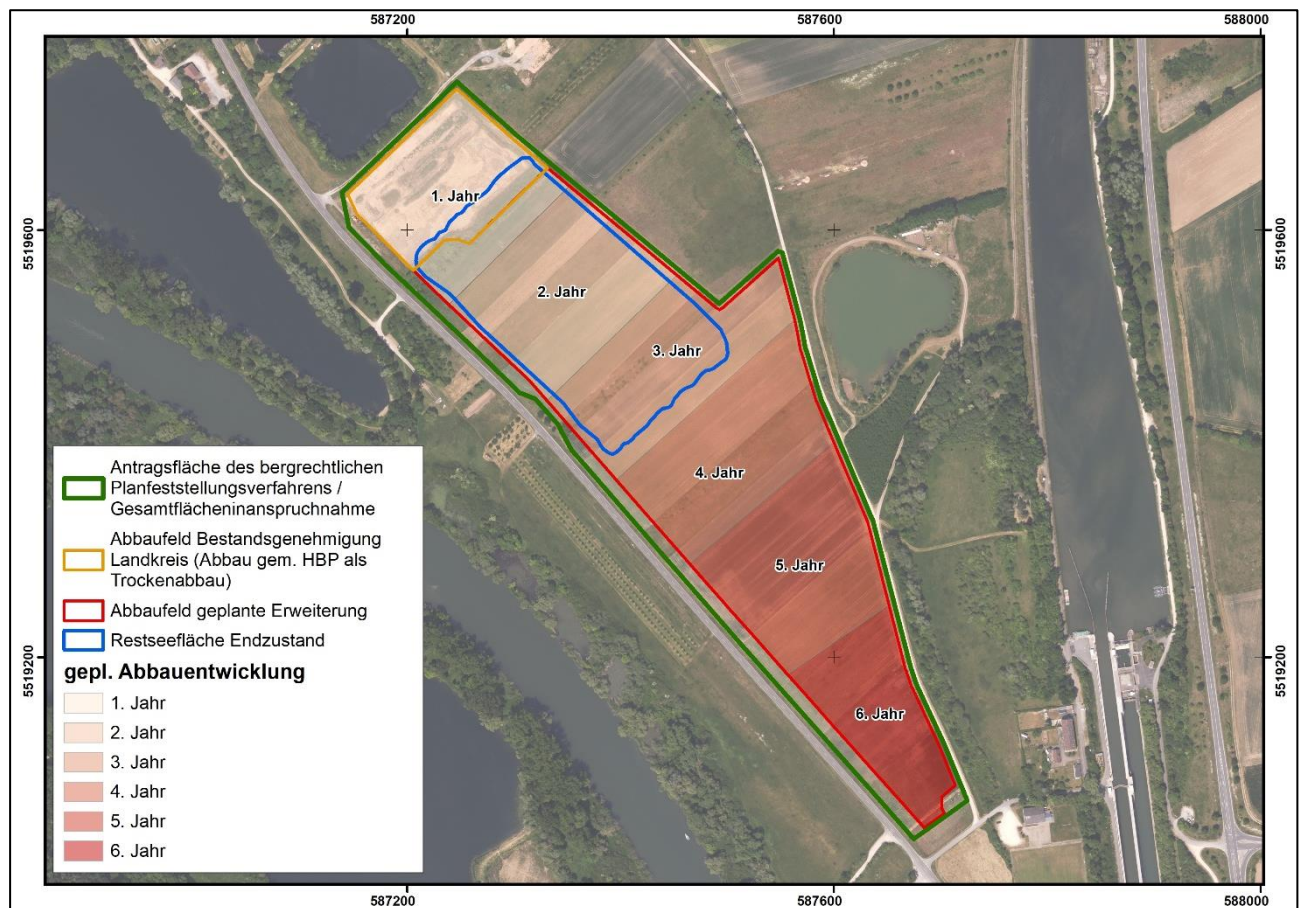 587200
587600
588000
5519600
5519600
1. Jahr
2. Jahr
3. Jahr
4. Jahr
5. Jahr
6. Jahr
5519200
5519200
Antragsfläche des bergrechtlichen
Planfeststellungsverfahrens /
Gesamtflächeninanspruchnahme
Abbaufeld Bestandsgenehmigung
Landkreis (Abbau gem. HBP als
Trockenabbau)
Abbaufeld geplante Erweiterung
Restseefläche Endzustand
gepl. Abbauentwicklung
1. Jahr
2. Jahr
3. Jahr
4. Jahr
5. Jahr
6. Jahr
587200
587600
588000